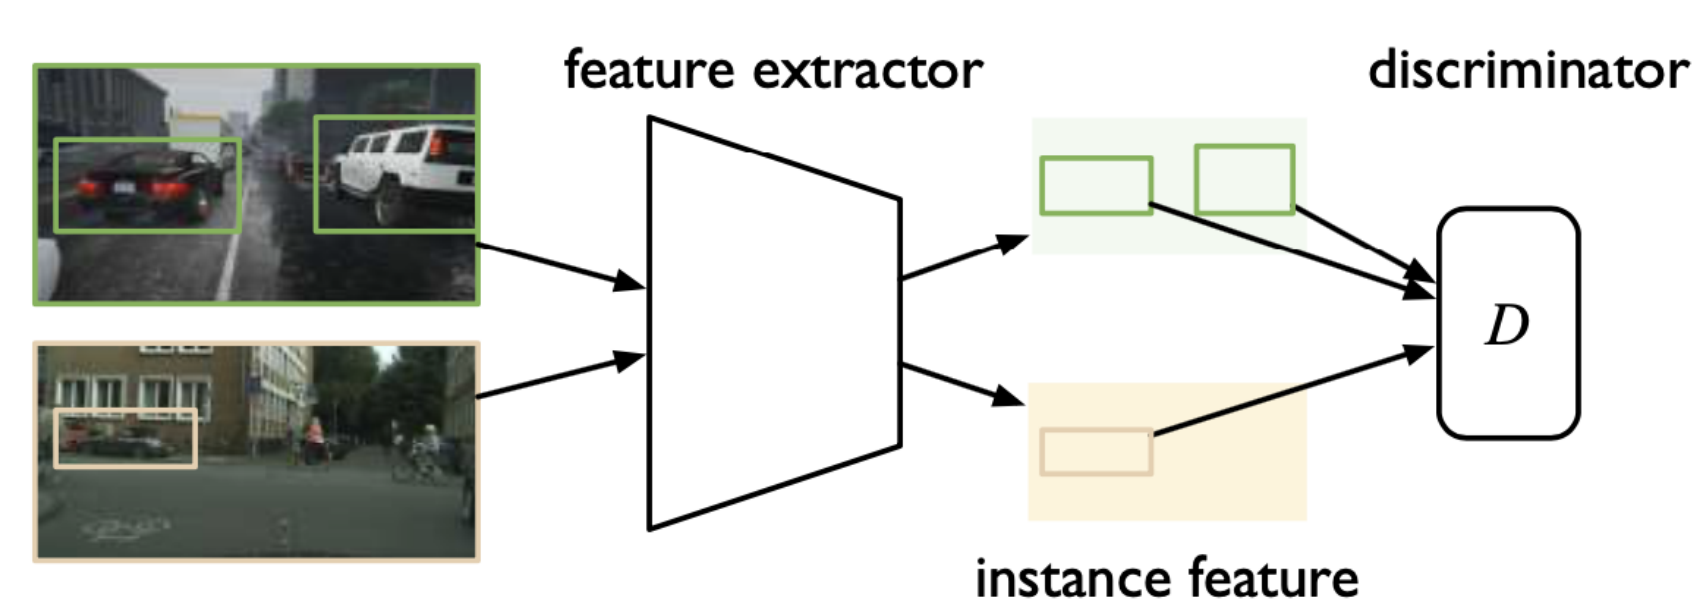 feature extractor
discriminator
D
instance feature